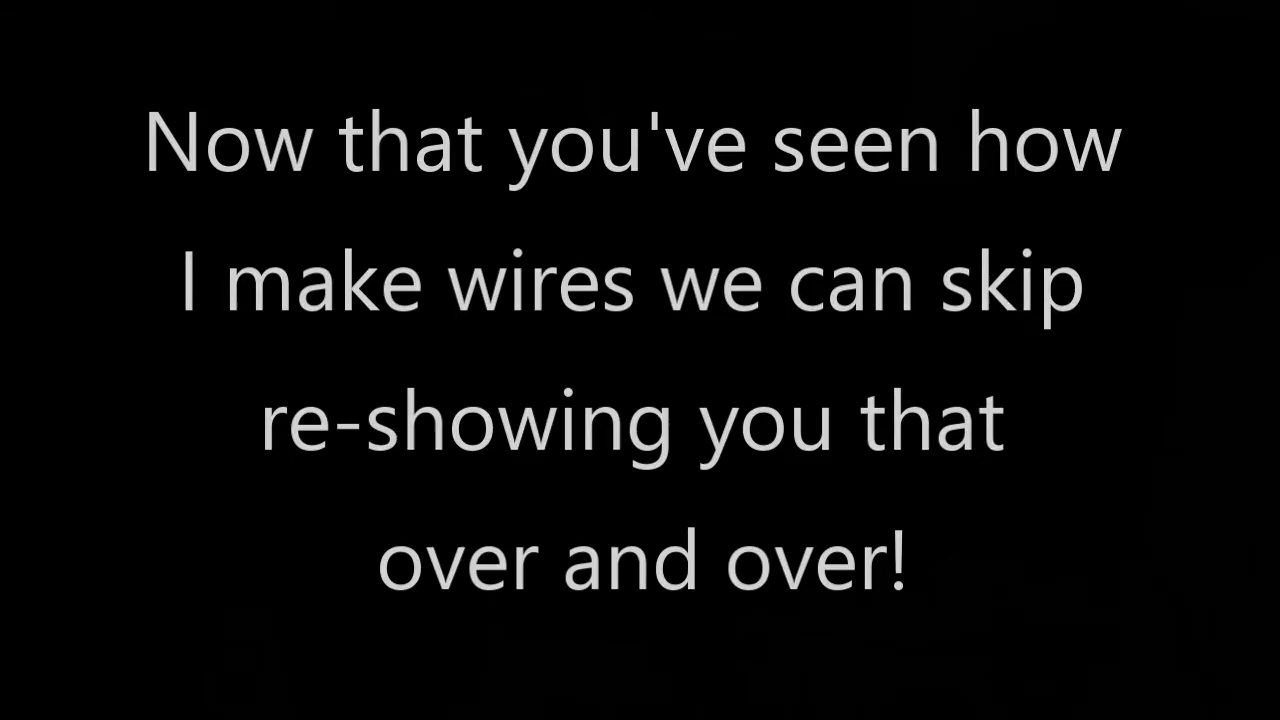 Now that you've seen how
I make wires we can skip
re-showing you that
over and over!